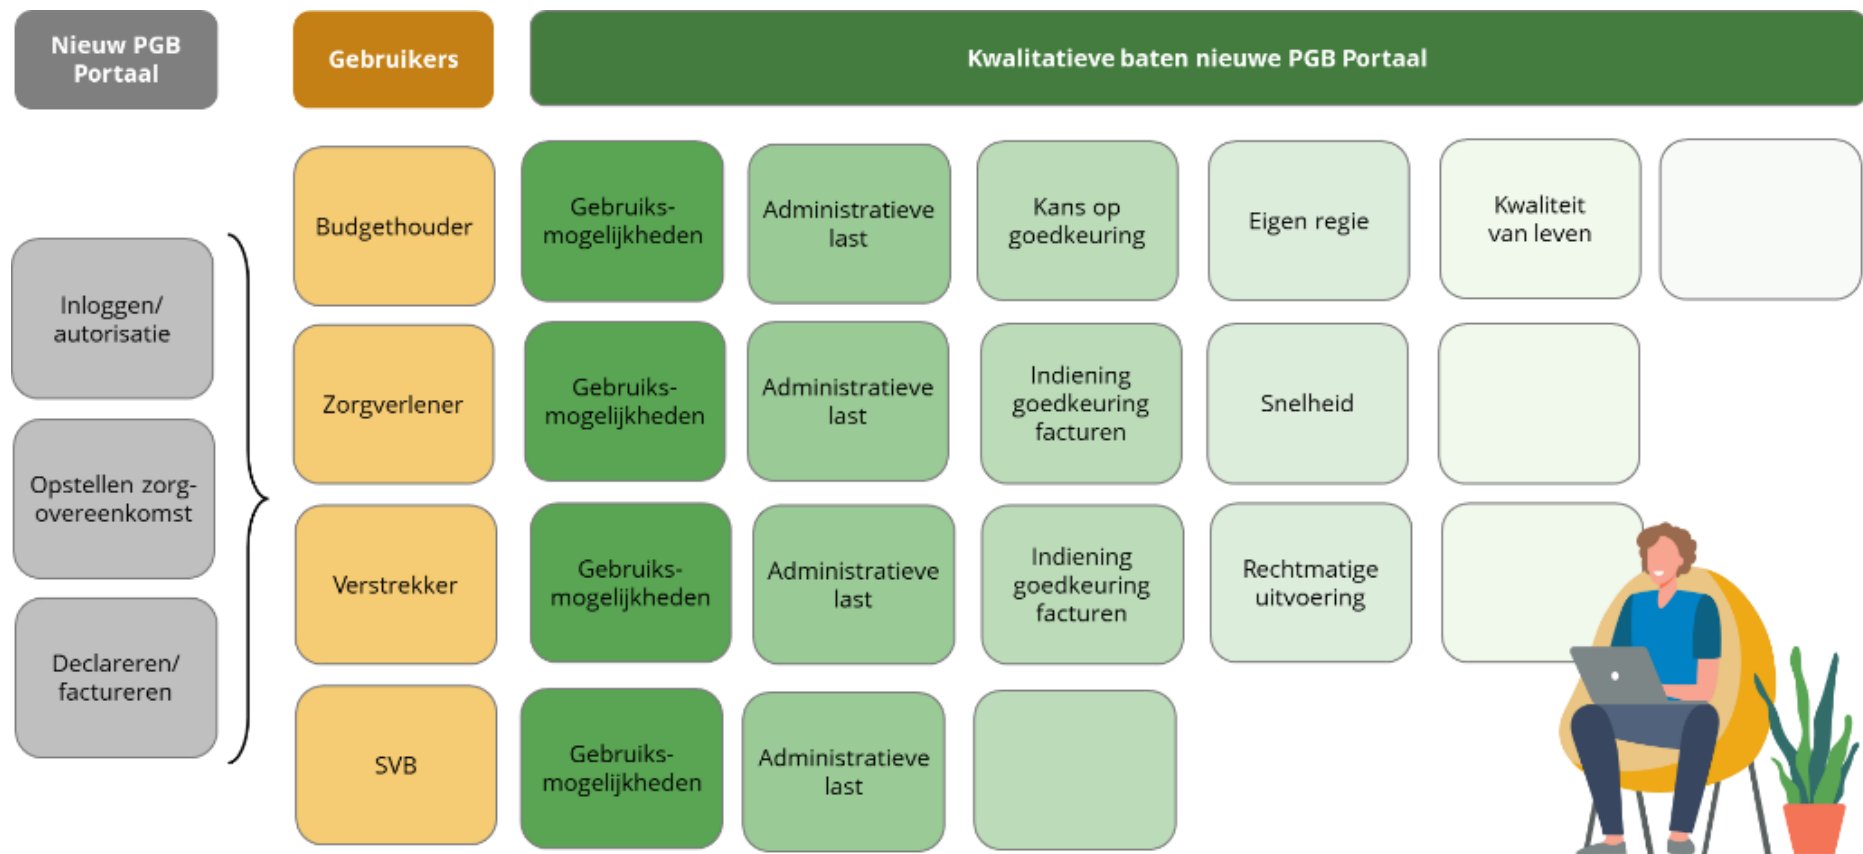 Nieuw PGB
Portaal
Gebruikers
Kwalitatieve baten nieuwe PGB Portaal
Inloggen/
autorisatie
Opstellen zorg-
overeenkomst
Declareren/
factureren
Budgethouder
Gebruiks-
mogelijkheden
Administratieve
last
Kans op
goedkeuring
Eigen regie
Kwaliteit
van leven
Zorgverlener
Gebruiks-
mogelijkheden
Administratieve
last
Indiening
goedkeuring
facturen
Snelheid
Verstrekker
Gebruiks-
mogelijkheden
Administratieve
last
Indiening
goedkeuring
facturen
Rechtmatige
uitvoering
SVB
Gebruiks-
mogelijkheden
Administratieve
last